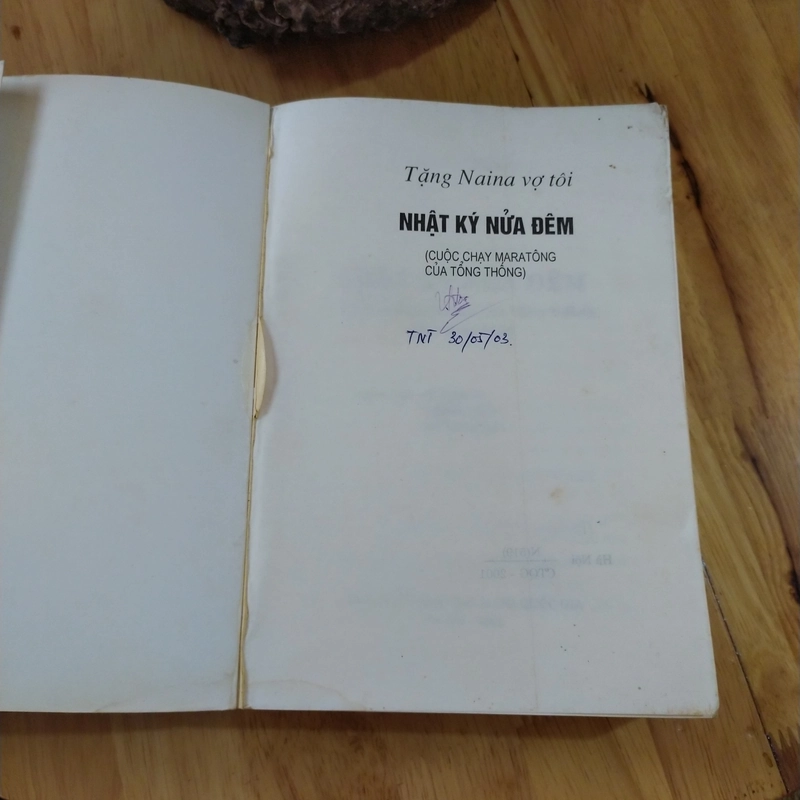 Tặng Naina vợ tôi
NHẬT KÝ NỬA ĐÊM
(CUỘC CHẠY MARATÔNG
CỦA TỔNG THỐNG)
TNT 30/05/03.